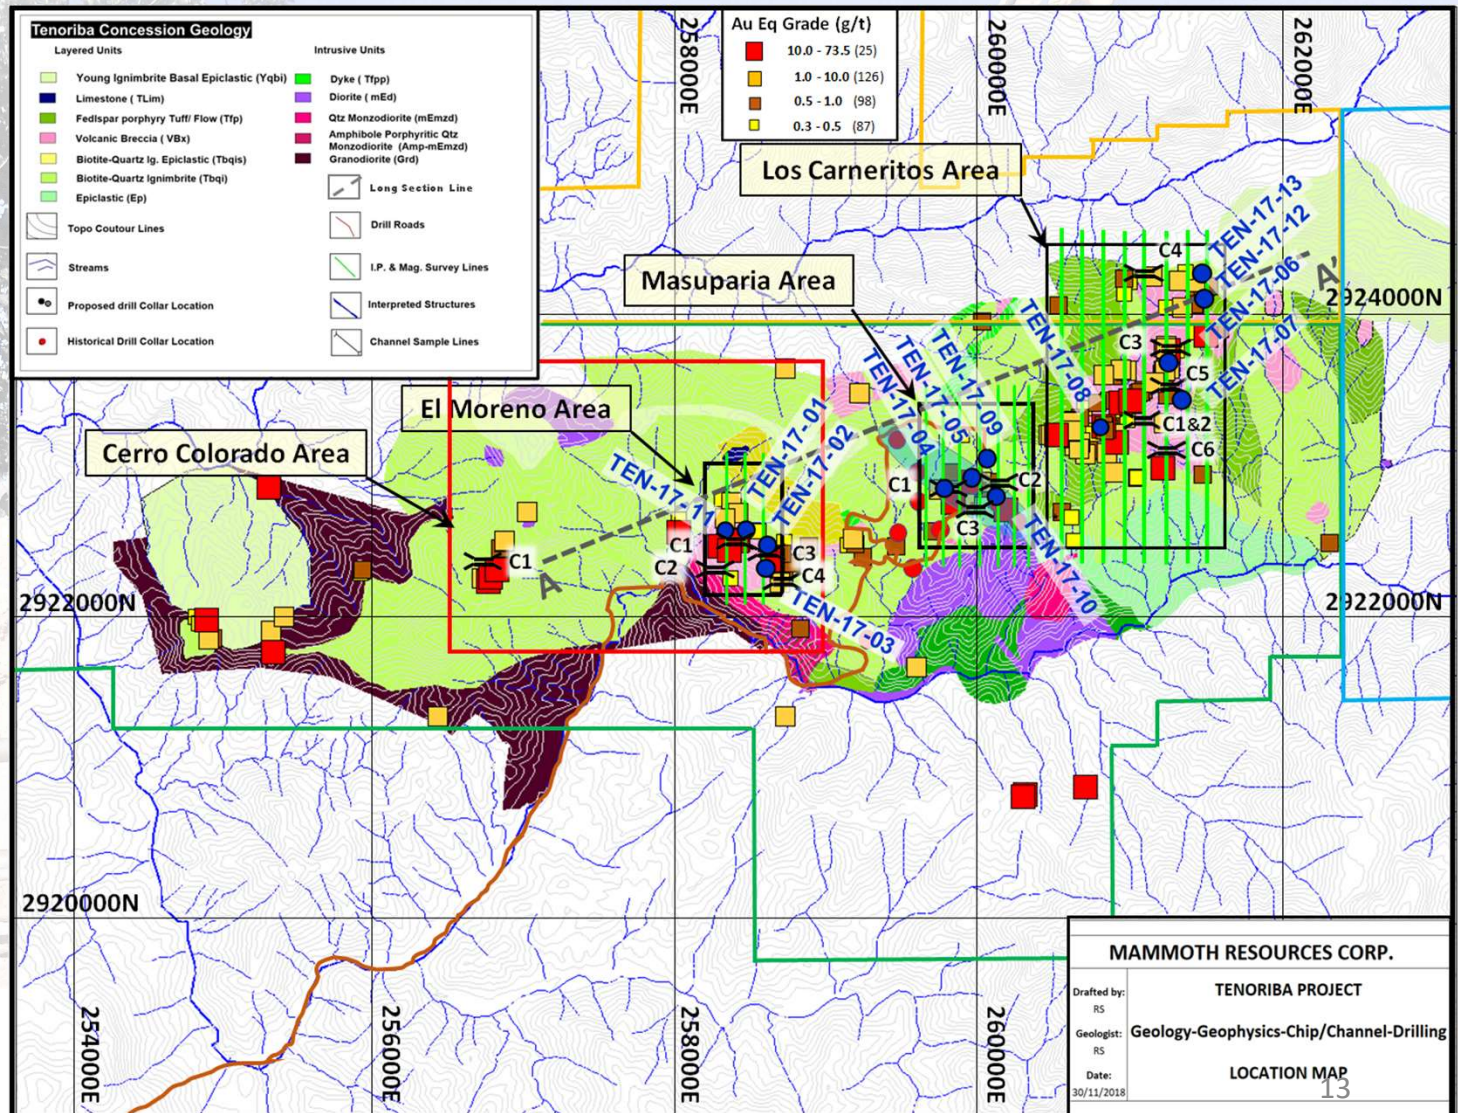 Tenoriba Concession Geology
Layered Units
Intrusive Units
Young Ignimbrite Basal Epiclastic (Yqbi)
Limestone ( TLim)
Fedlspar porphyry Tuff/ Flow (Tfp)
Volcanic Breccia ( VBx)
Biotite-Quartz Ig. Epiclastic (Tbqis)
Biotite-Quartz Ignimbrite (Tbqi)
Epiclastic (Ep)
Topo Coutour Lines
Streams
Proposed drill Collar Location
Historical Drill Collar Location
Dyke ( Tfpp)
Diorite ( mEd)
Qtz Monzodiorite (mEmzd)
Amphibole Porphyritic Qtz
Monzodiorite (Amp-mEmzd)
Granodiorite (Grd)
Long Section Line
Drill Roads
I.P. & Mag. Survey Lines
Interpreted Structures
Channel Sample Lines
258000E
Au Eq Grade (g/t)
10.0 - 73.5 (25)
1.0 - 10.0 (126)
0.5 - 1.0 (98)
0.3 - 0.5 (87)
260000E
262000E
Los Carneritos Area
Masuparia Area
El Moreno Area
Cerro Colorado Area
TEN-17-13
TEN-17-12
TEN-17-06
TEN-17-07
TEN-17-08
TEN-17-09
TEN-17-05
TEN-17-04
TEN-17-01
TEN-17-02
TEN-17-11
TEN-17-03
TEN-17-10
A'
A
2924000N
C4
C3
C5
C1&2
C6
C1
C2
C3
C1
C2
C3
C4
C1
2922000N
2922000N
2920000N
254000E
256000E
258000E
260000E
MAMMOTH RESOURCES CORP.
Drafted by:
RS
TENORIBA PROJECT
Geologist:
RS
Geology-Geophysics-Chip/Channel-Drilling
Date:
30/11/2018
LOCATION MAP
13